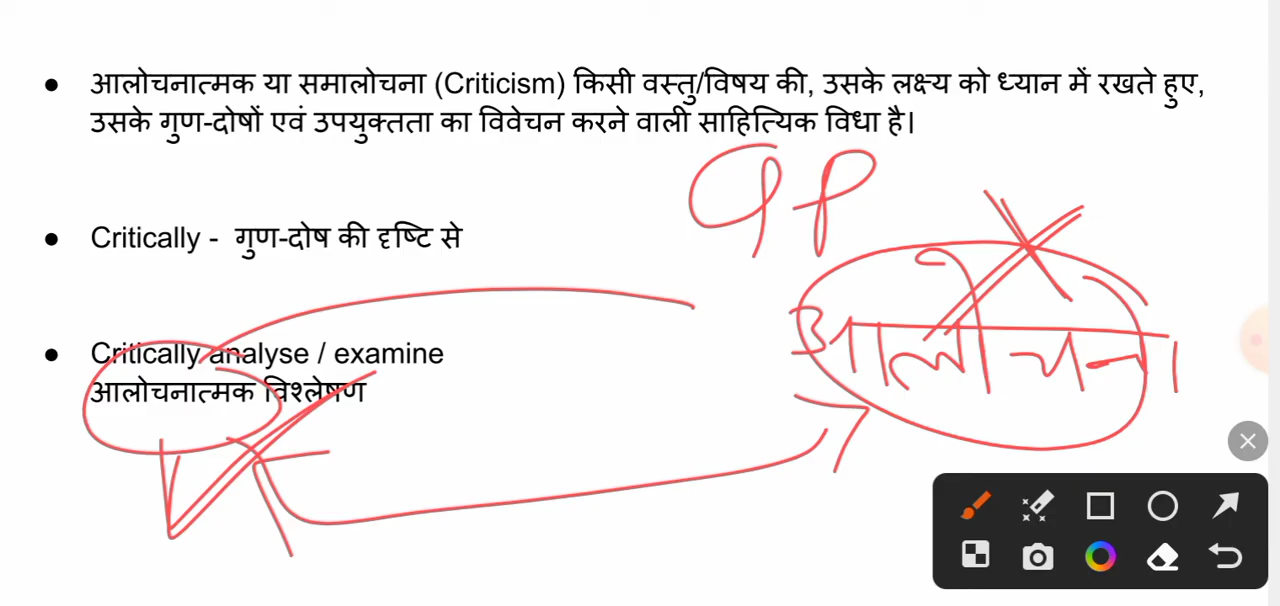 ● आलोचनात्मक या समालोचना (Criticism) किसी वस्तु/विषय की, उसके लक्ष्य को ध्यान में रखते हुए,
उसके गुण-दोषों एवं उपयुक्तता का विवेचन करने वाली साहित्यिक विधा है।
● Critically - गुण-दोष की दृष्टि से
● Critically analyse / examine
आलोचनात्मक विश्लेषण
आलोचना